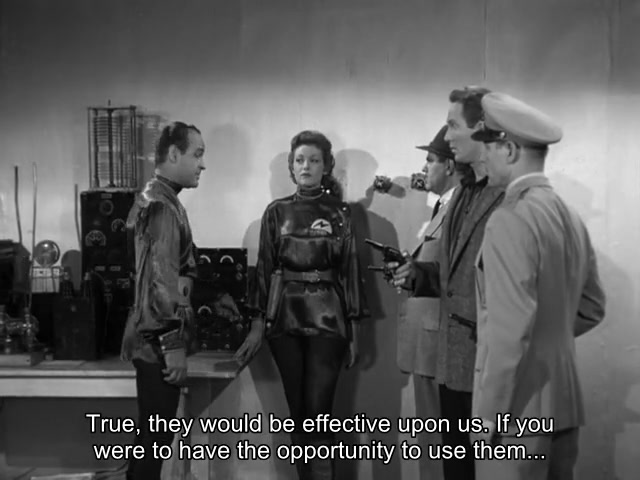 True, they would be effective upon us. If you
were to have the opportunity to use them...